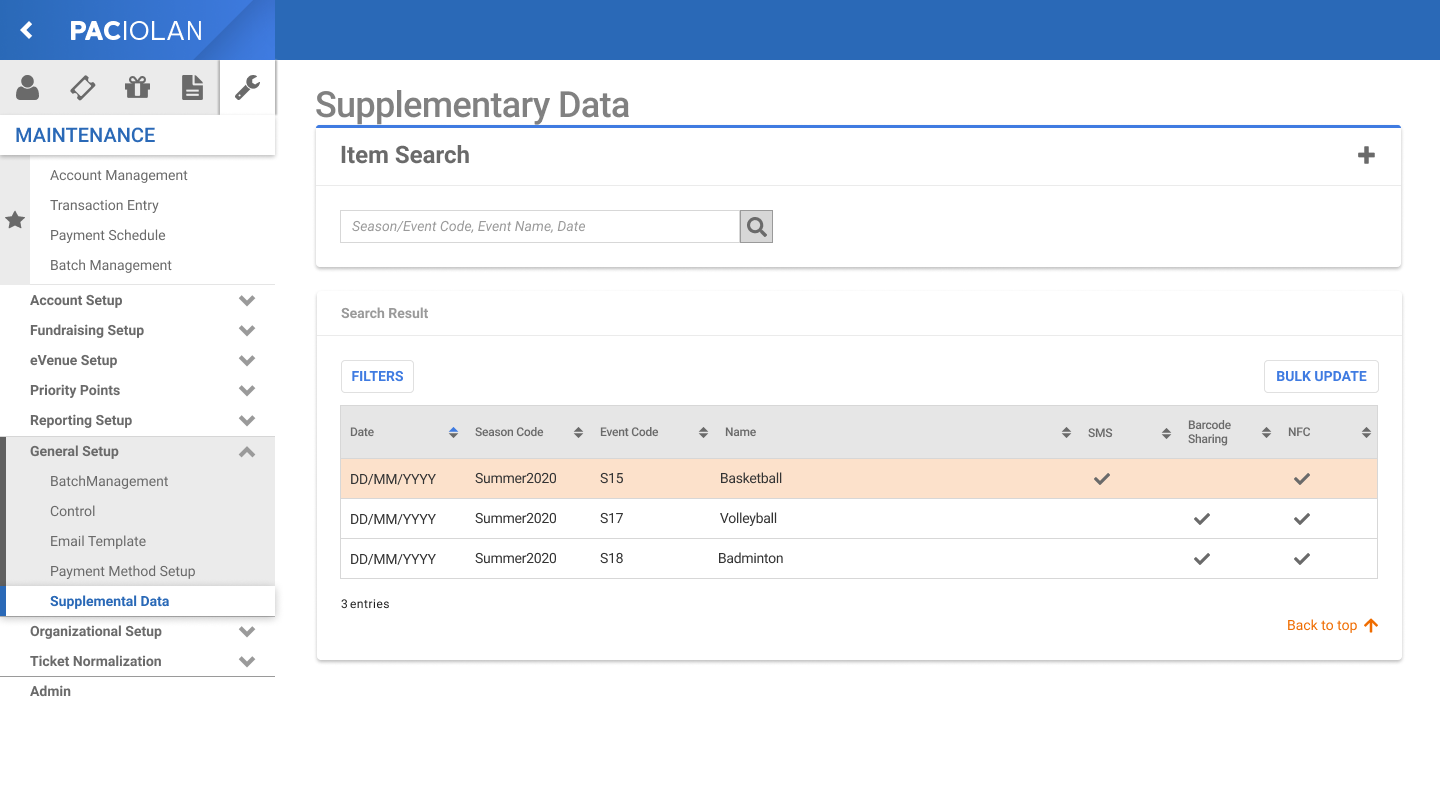 PACIOLAN
MAINTENANCE
Account Management
Transaction Entry
Payment Schedule
Batch Management
Account Setup
Fundraising Setup
eVenue Setup
Priority Points
Reporting Setup
General Setup
BatchManagement
Control
Email Template
Payment Method Setup
Supplemental Data
Organizational Setup
Ticket Normalization
Admin
Supplementary Data
Item Search
Season/Event Code, Event Name, Date
Search Result
FILTERS BULK UPDATE
Date Season Code Event Code Name SMS Barcode Sharing NFC
DD/MM/YYYY Summer2020 S15 Basketball
DD/MM/YYYY Summer2020 S17 Volleyball
DD/MM/YYYY Summer2020 S18 Badminton
3 entries
Back to top